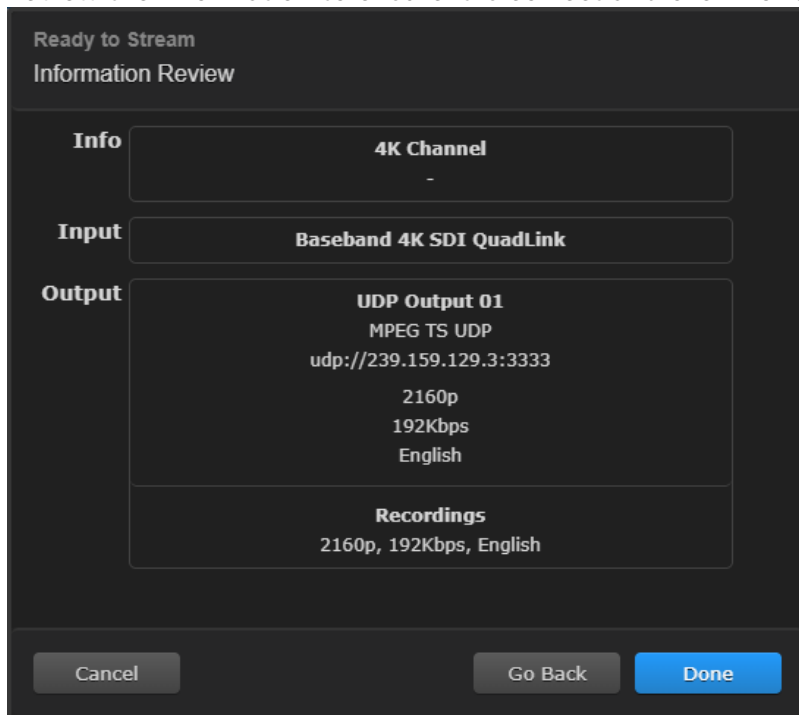 Ready to Stream
Information Review
Info
4K Channel
-
Input
Baseband 4K SDI QuadLink
Output
UDP Output 01
MPEG TS UDP
udp://239.159.129.3:3333
2160p
192Kbps
English
Recordings
2160p, 192Kbps, English
Cancel
Go Back
Done